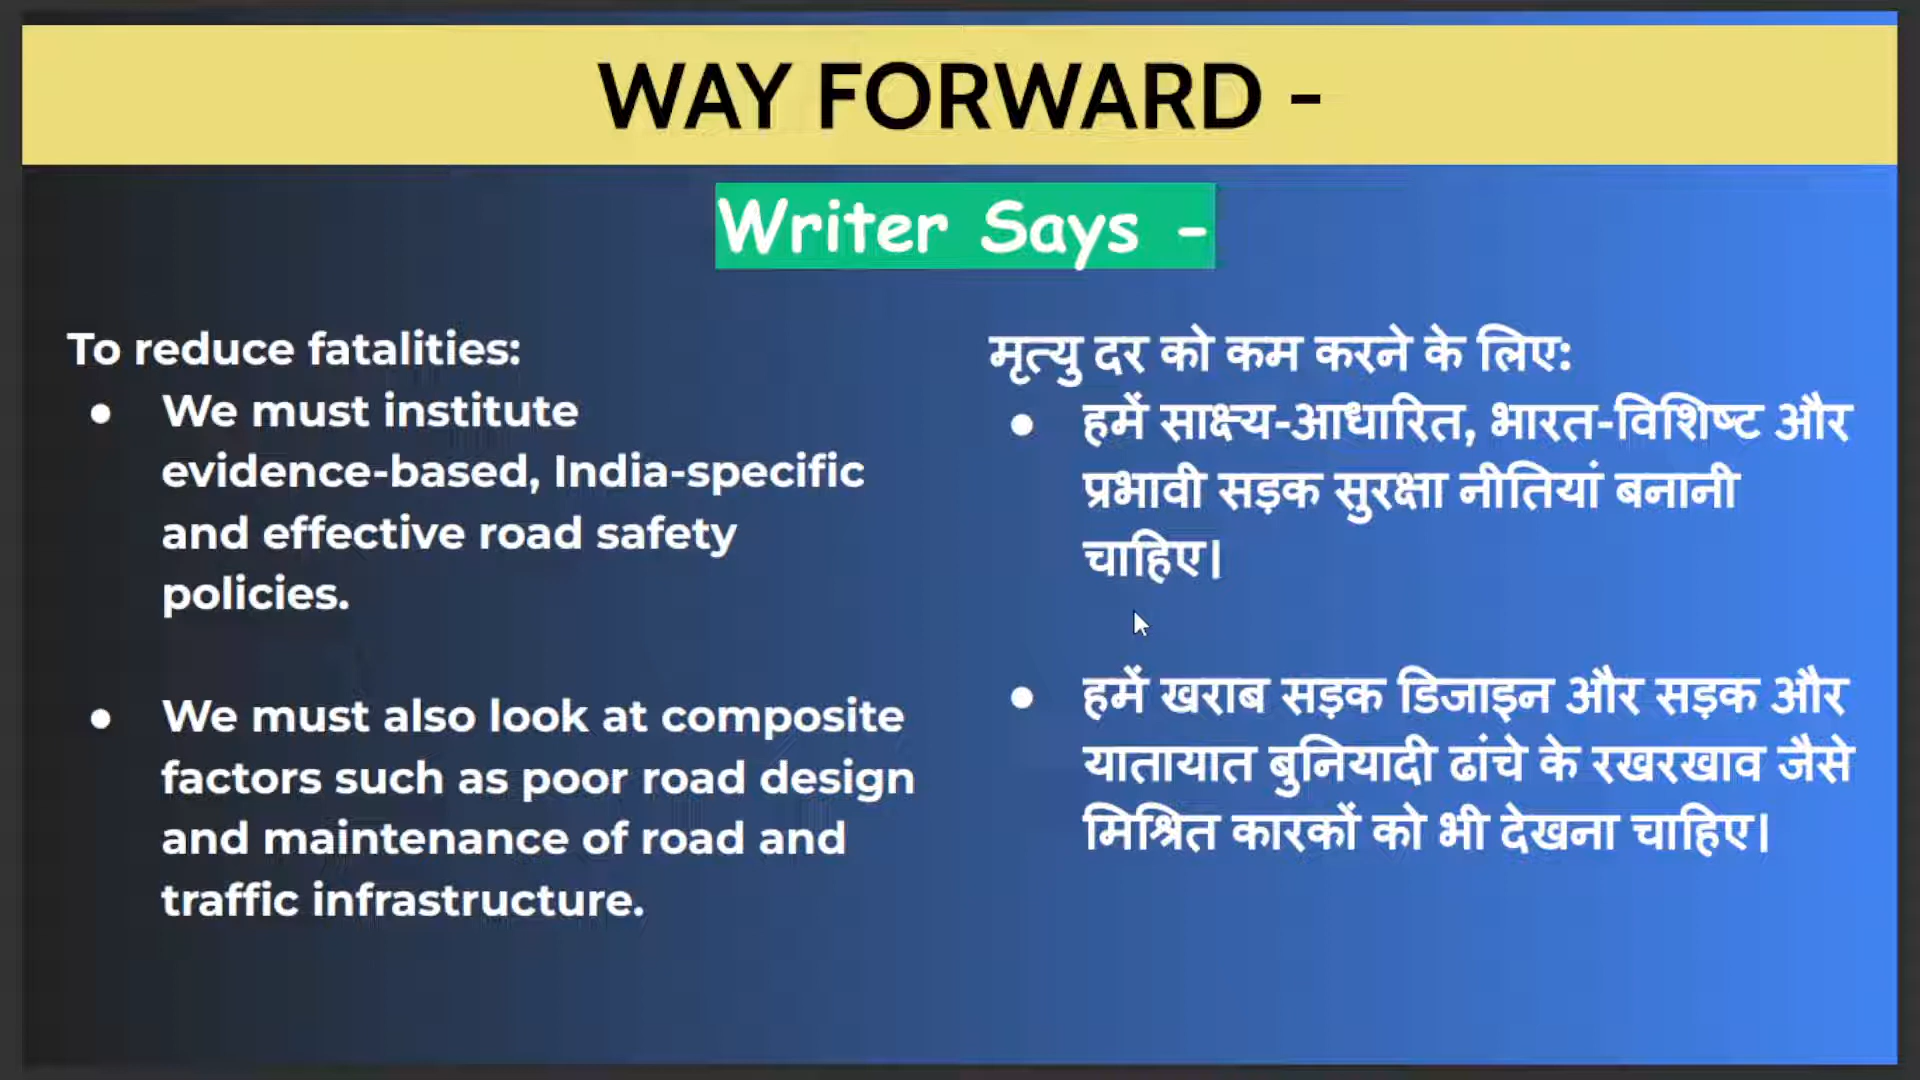 WAY FORWARD -
Writer Says -
To reduce fatalities:
● We must institute
evidence-based, India-specific
and effective road safety
policies.
● We must also look at composite
factors such as poor road design
and maintenance of road and
traffic infrastructure.
मृत्यु दर को कम करने के लिए:
● हमें साक्ष्य-आधारित, भारत-विशिष्ट और
प्रभावी सड़क सुरक्षा नीतियां बनानी
चाहिए।
● हमें खराब सड़क डिजाइन और सड़क और
यातायात बुनियादी ढांचे के रखरखाव जैसे
मिश्रित कारकों को भी देखना चाहिए।